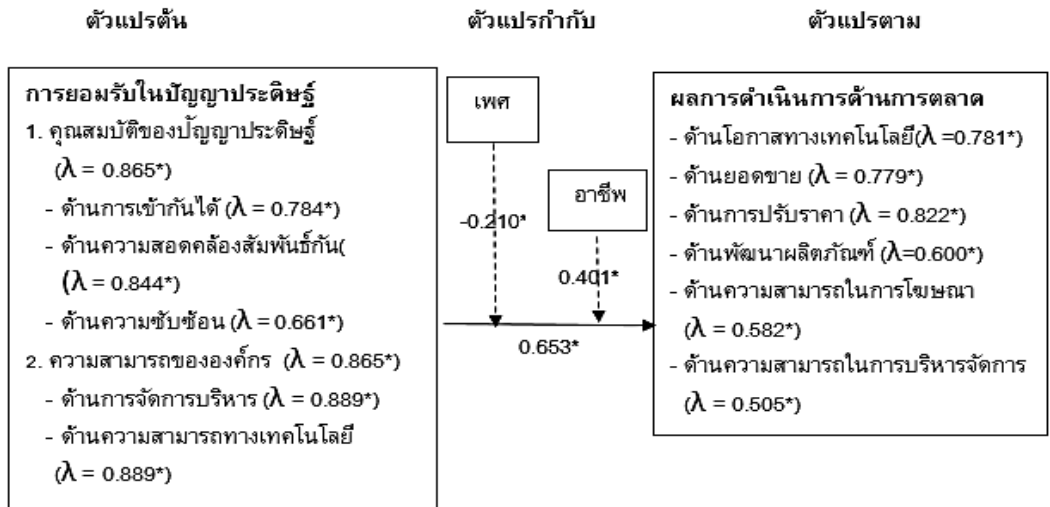 ตัวแปรต้น
ตัวแปรกำกับ
ตัวแปรตาม
การยอมรับในปัญญาประดิษฐ์
1. คุณสมบัติของปัญญาประดิษฐ์
(λ = 0.865*)
- ด้านการเข้ากันได้ (λ = 0.784*)
- ด้านความสอดคล้องสัมพันธ์กัน(
(λ = 0.844*)
- ด้านความซับซ้อน (λ = 0.661*)
2. ความสามารถขององค์กร (λ = 0.865*)
- ด้านการจัดการบริหาร (λ = 0.889*)
- ด้านความสามารถทางเทคโนโลยี
(λ = 0.889*)
เพศ
-0.210*
อาชีพ
0.401*
0.653*
ผลการดำเนินการด้านการตลาด
- ด้านโอกาสทางเทคโนโลยี(λ =0.781*)
- ด้านยอดขาย (λ = 0.779*)
- ด้านการปรับราคา (λ = 0.822*)
- ด้านพัฒนาผลิตภัณฑ์ (λ=0.600*)
- ด้านความสามารถในการโฆษณา
(λ = 0.582*)
- ด้านความสามารถในการบริหารจัดการ
(λ = 0.505*)